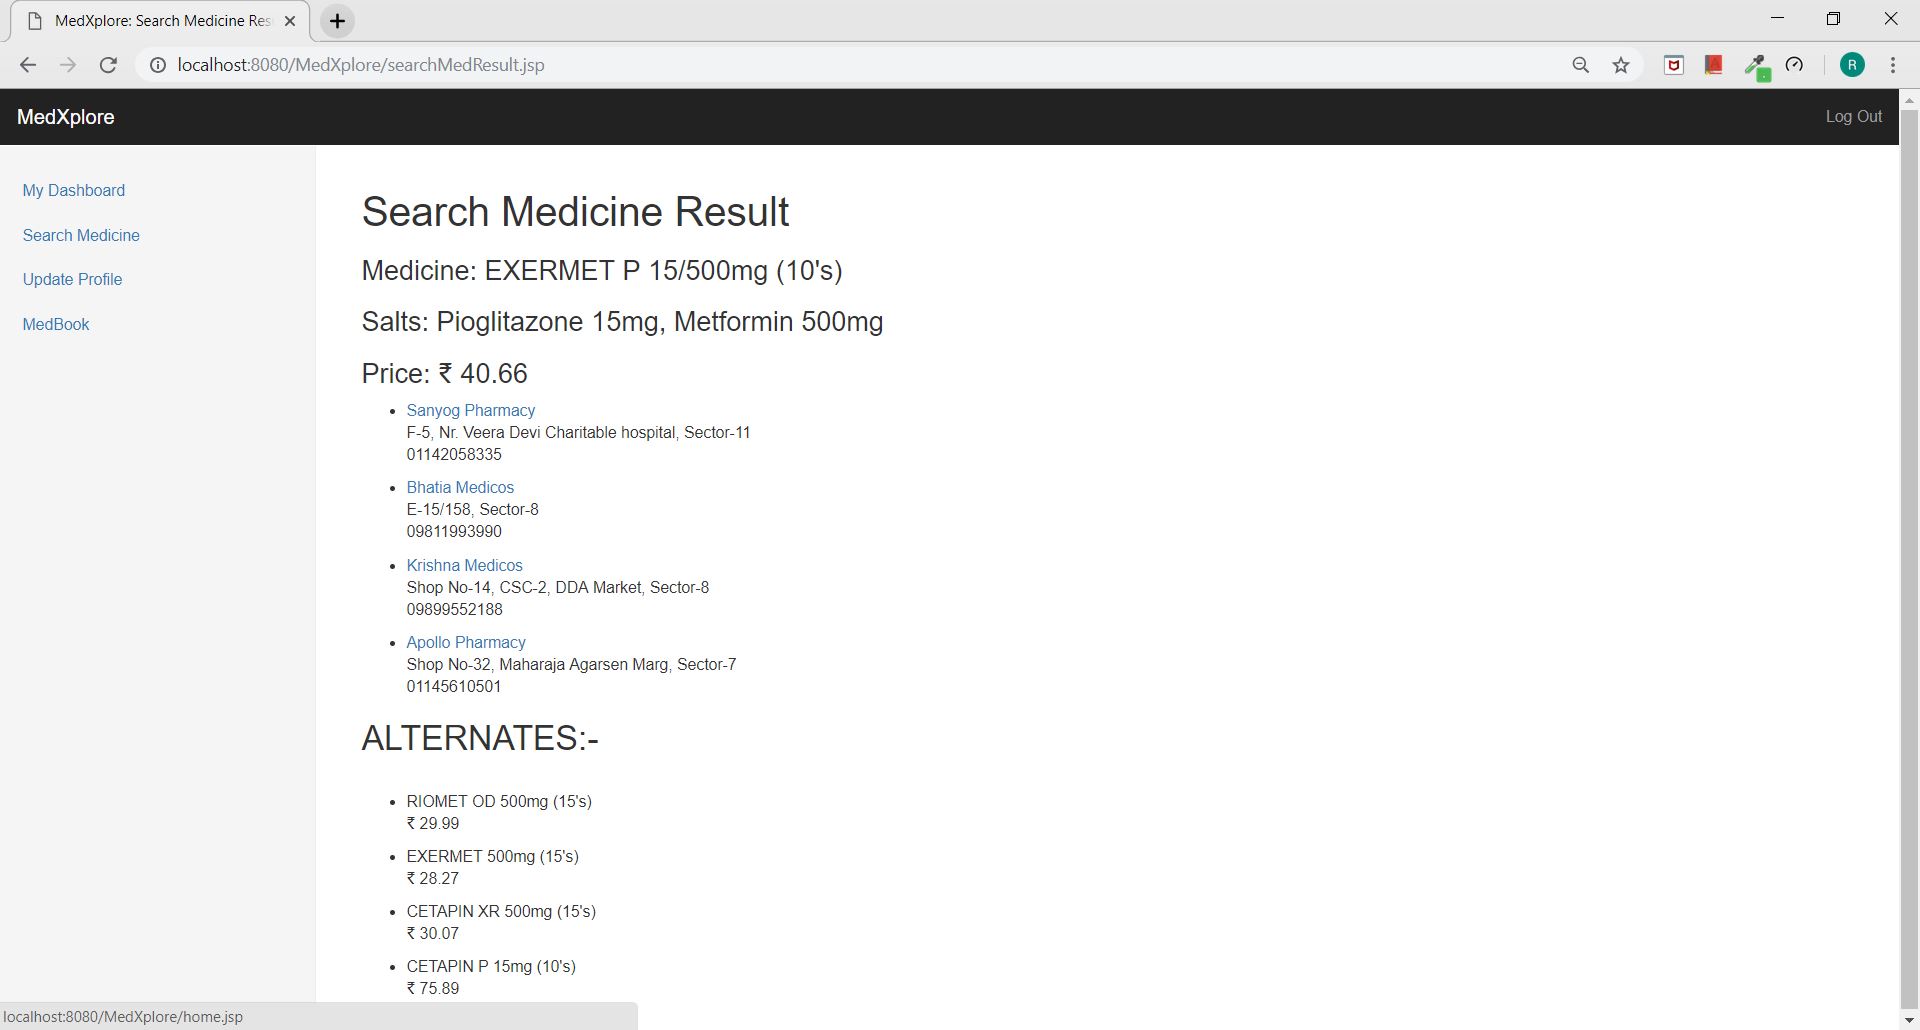 MedXplore: Search Medicine Res
localhost:8080/MedXplore/searchMedResult.jsp
R
MedXplore
Log Out
My Dashboard
Search Medicine
Update Profile
MedBook
Search Medicine Result
Medicine: EXERMET P 15/500mg (10's)
Salts: Pioglitazone 15mg, Metformin 500mg
Price: ₹ 40.66
• Sanyog Pharmacy
F-5, Nr. Veera Devi Charitable hospital, Sector-11
01142058335
• Bhatia Medicos
E-15/158, Sector-8
09811993990
• Krishna Medicos
Shop No-14, CSC-2, DDA Market, Sector-8
09899552188
• Apollo Pharmacy
Shop No-32, Maharaja Agarsen Marg, Sector-7
01145610501
ALTERNATES:-
• RIOMET OD 500mg (15's)
₹ 29.99
• EXERMET 500mg (15's)
₹ 28.27
• CETAPIN XR 500mg (15's)
₹ 30.07
• CETAPIN P 15mg (10's)
₹ 75.89
localhost:8080/MedXplore/home.jsp